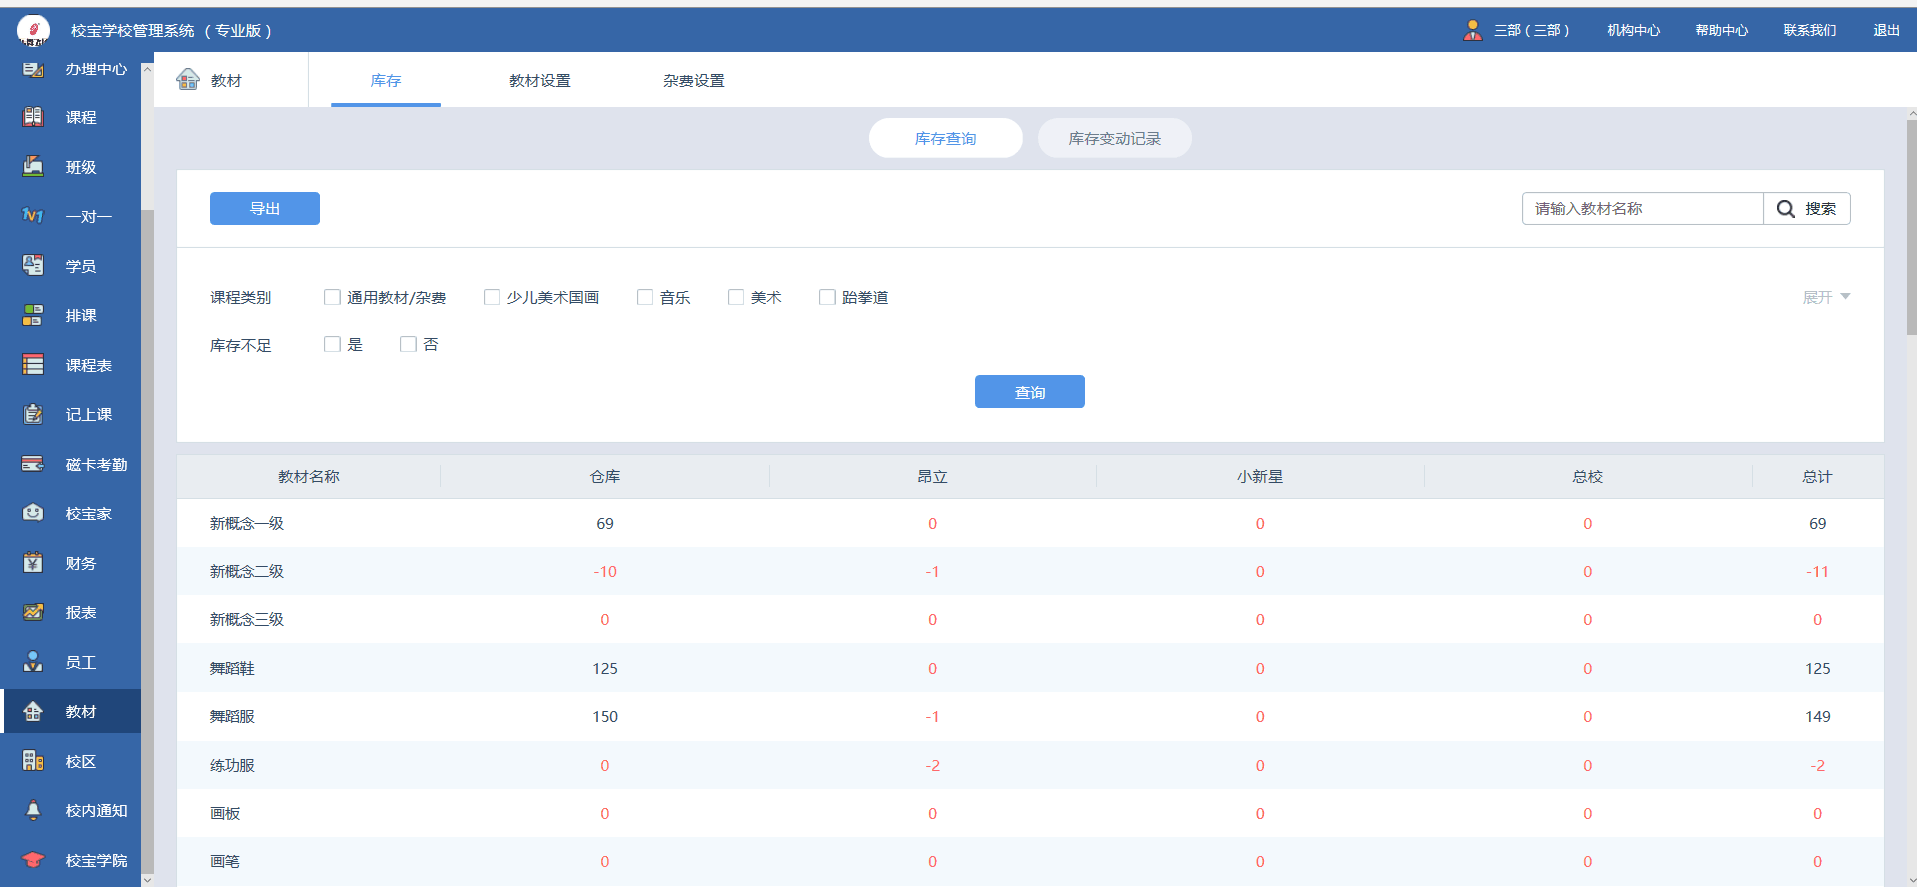 校宝学校管理系统 （专业版）
三部（三部） 机构中心 帮助中心 联系我们 退出
办理中心
课程
班级
一对一
学员
排课
课程表
记上课
磁卡考勤
校宝家
财务
报表
员工
教材
校区
校内通知
校宝学院
教材 库存 教材设置 杂费设置
库存查询 库存变动记录
导出 请输入教材名称 搜索
课程类别 通用教材/杂费 少儿美术国画 音乐 美术 跆拳道 展开
库存不足 是 否
查询
教材名称 仓库 昂立 小新星 总校 总计
新概念一级 69 0 0 0 69
新概念二级 -10 -1 0 0 -11
新概念三级 0 0 0 0 0
舞蹈鞋 125 0 0 0 125
舞蹈服 150 -1 0 0 149
练功服 0 -2 0 0 -2
画板 0 0 0 0 0
画笔 0 0 0 0 0